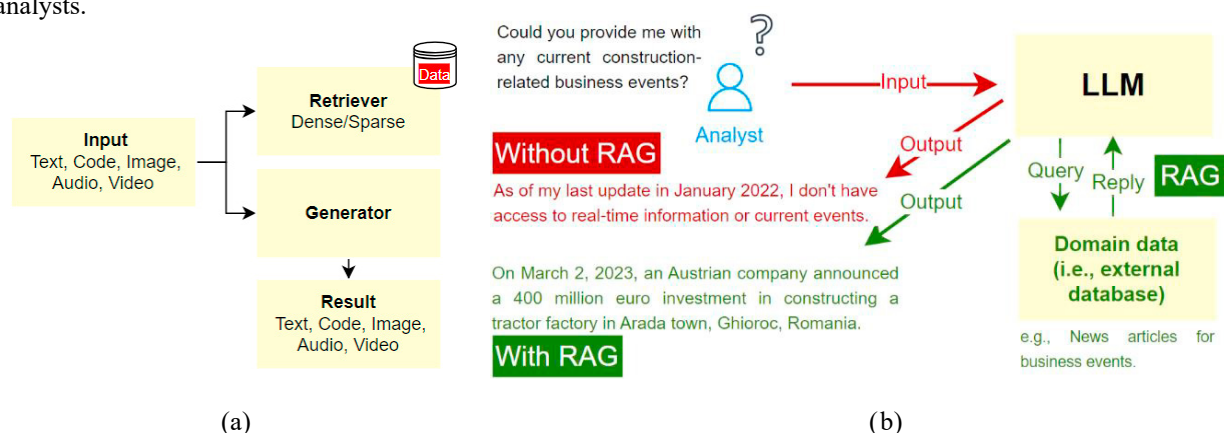 analysts.
Data
Retriever
Dense/Sparse
Input
Text, Code, Image,
Audio, Video
Generator
Result
Text, Code, Image,
Audio, Video
(a)
Could you provide me with
any current construction-
related business events?
?
Analyst
Input
LLM
Without RAG
Output
As of my last update in January 2022, I don't have
access to real-time information or current events.
Output
Query
Reply
RAG
On March 2, 2023, an Austrian company announced
a 400 million euro investment in constructing a
tractor factory in Arada town, Ghioroc, Romania.
With RAG
Domain data
(i.e., external
database)
e.g., News articles for
business events.
(b)